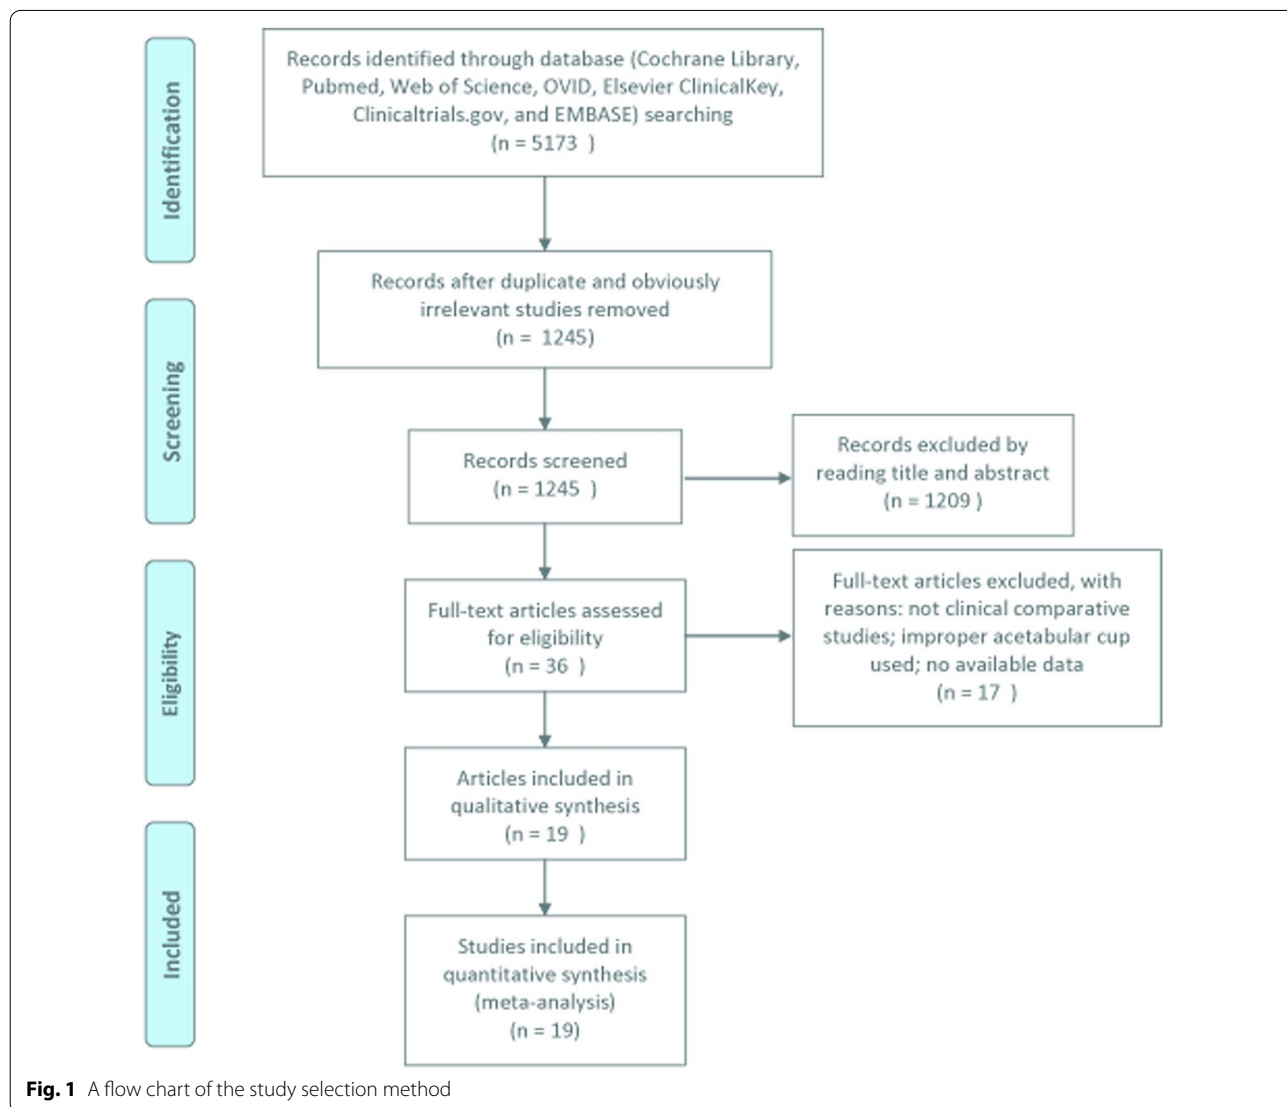 Identification
Records identified through database (Cochrane Library,
Pubmed, Web of Science, OVID, Elsevier ClinicalKey,
Clinicaltrials.gov, and EMBASE) searching
(n = 5173 )
Records after duplicate and obviously
irrelevant studies removed
(n = 1245)
Screening
Records screened
(n = 1245 )
Records excluded by
reading title and abstract
(n = 1209 )
Eligibility
Full-text articles assessed
for eligibility
(n = 36 )
Full-text articles excluded, with
reasons: not clinical comparative
studies; improper acetabular cup
used; no available data
(n = 17 )
Articles included in
qualitative synthesis
(n = 19 )
Included
Studies included in
quantitative synthesis
(meta-analysis)
(n = 19)
Fig. 1 A flow chart of the study selection method